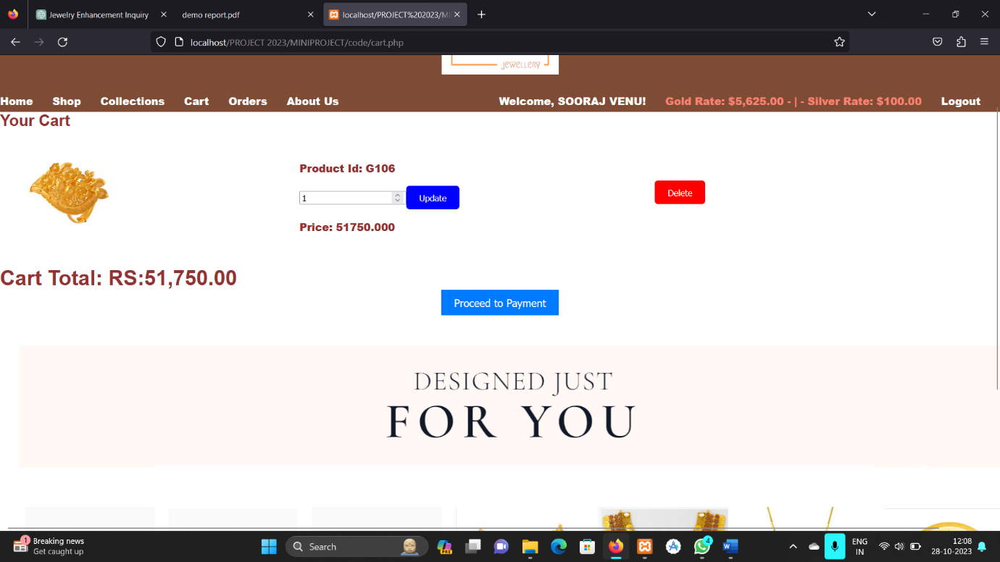 Jewelry Enhancement Inquiry
demo report.pdf
localhost/PROJECT%202023/MI
localhost/PROJECT 2023/MINIPROJECT/code/cart.php
JEWELLERY
Home Shop Collections Cart Orders About Us Welcome, SOORAJ VENU! Gold Rate: $5,625.00 - | - Silver Rate: $100.00 Logout
Your Cart
Product Id: G106
1 Update Delete
Price: 51750.000
Cart Total: RS:51,750.00
Proceed to Payment
DESIGNED JUST
FOR YOU
1 Breaking news
Get caught up
Search
PRE
4
ENG
IN
12:08
28-10-2023